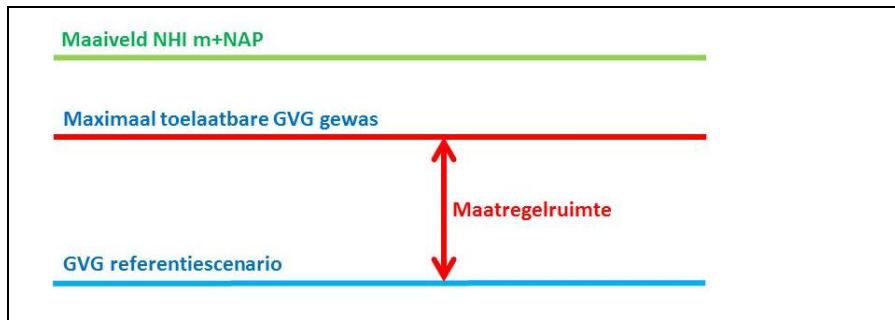 Maaiveld NHI m+NAP
Maximaal toelaatbare GVG gewas
Maatregelruimte
GVG referentiescenario